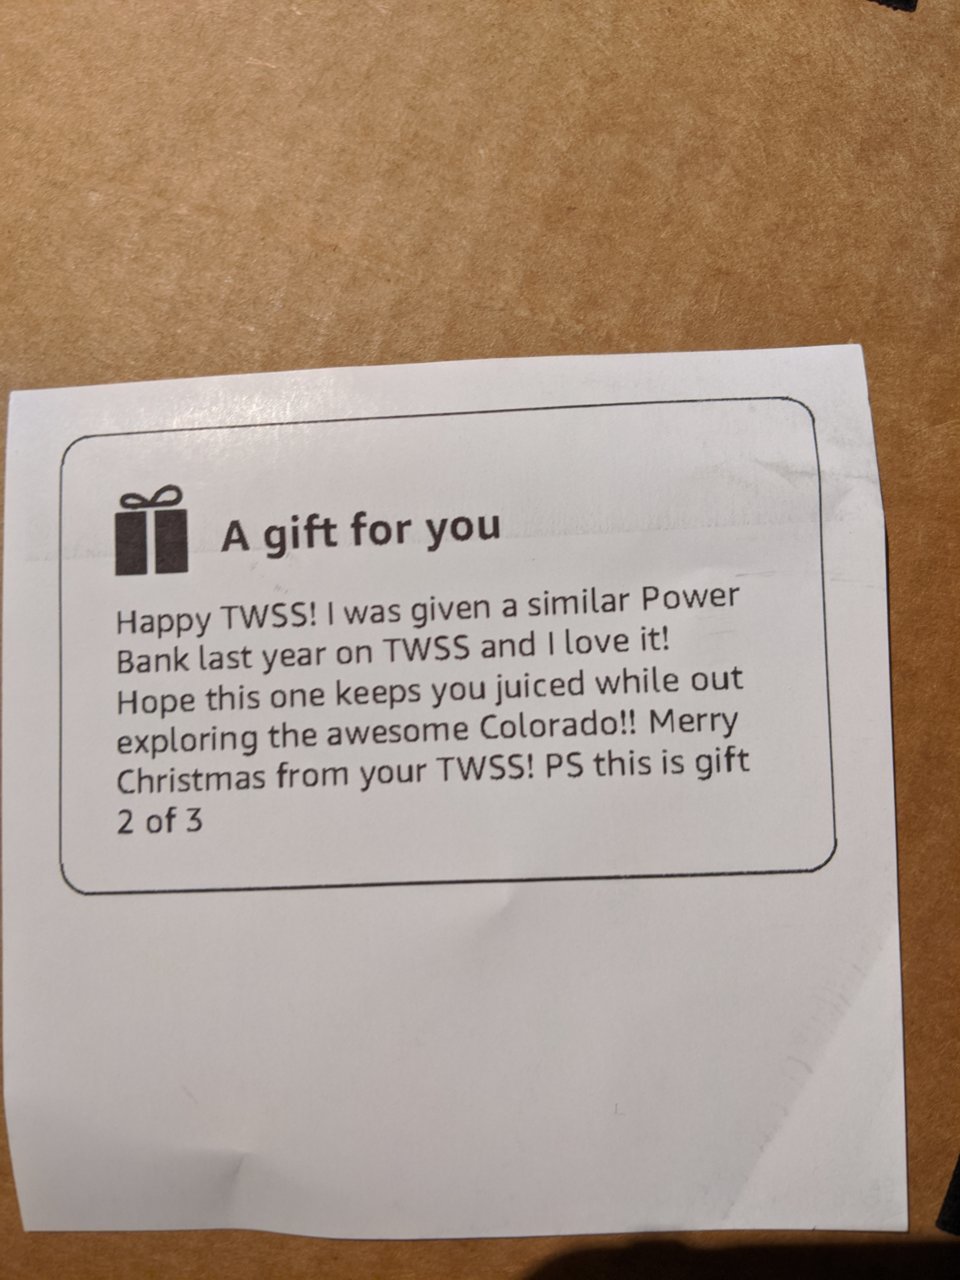 A gift for you
Happy TWSS! I was given a similar Power
Bank last year on TWSS and I love it!
Hope this one keeps you juiced while out
exploring the awesome Colorado!! Merry
Christmas from your TWSS! PS this is gift
2 of 3